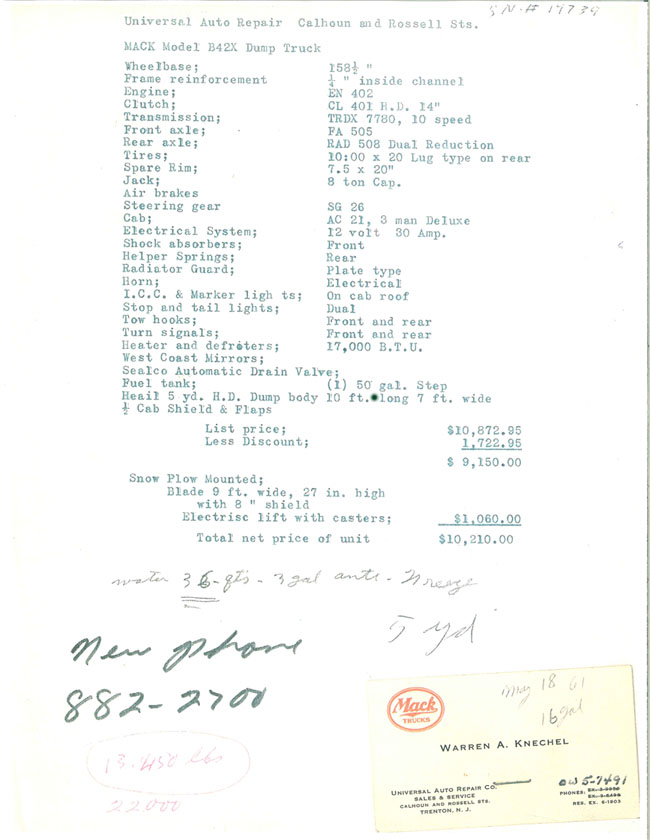 SN.# 17739
Universal Auto Repair Calhoun and Rossell Sts.
MACK Model B42X Dump Truck
Wheelbase; 158½ "
Frame reinforcement ¼ " inside channel
Engine; EN 402
Clutch; CL 401 H.D. 14"
Transmission; TRDX 7780, 10 speed
Front axle; FA 505
Rear axle; RAD 508 Dual Reduction
Tires; 10:00 x 20 Lug type on rear
Spare Rim; 7.5 x 20"
Jack; 8 ton Cap.
Air brakes
Steering gear SG 26
Cab; AC 21, 3 man Deluxe
Electrical System; 12 volt 30 Amp.
Shock absorbers; Front
Helper Springs; Rear
Radiator Guard; Plate type
Horn; Electrical
I.C.C. & Marker ligh ts; On cab roof
Stop and tail lights; Dual
Tow hooks; Front and rear
Turn signals; Front and rear
Heater and defroters; 17,000 B.T.U.
West Coast Mirrors;
Sealco Automatic Drain Valve;
Fuel tank; (1) 50 gal. Step
Heail 5 yd. H.D. Dump body 10 ft. long 7 ft. wide
½ Cab Shield & Flaps
List price; $10,872.95
Less Discount; 1,722.95
$ 9,150.00
Snow Plow Mounted;
Blade 9 ft. wide, 27 in. high
with 8 " shield
Electrisc lift with casters; $1,060.00
Total net price of unit $10,210.00
water 36-qts - 3 gal ante - Freeze
5 yd
New phone
882-2700
13.450 lbs
22000
Mack
TRUCKS
May 18 61
16 gal
WARREN A. KNECHEL
UNIVERSAL AUTO REPAIR CO.
SALES & SERVICE
CALHOUN AND ROSSELL STS.
TRENTON, N. J.
OW 5-7491
PHONES:
RES. EX. 5-1803